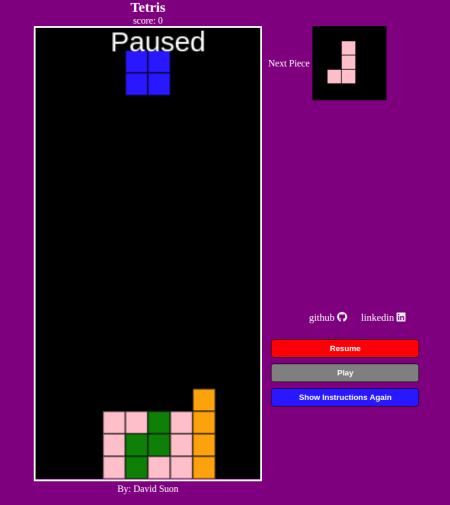 Tetris
score: 0
Paused
Next Piece
github linkedin
Resume
Play
Show Instructions Again
By: David Suon